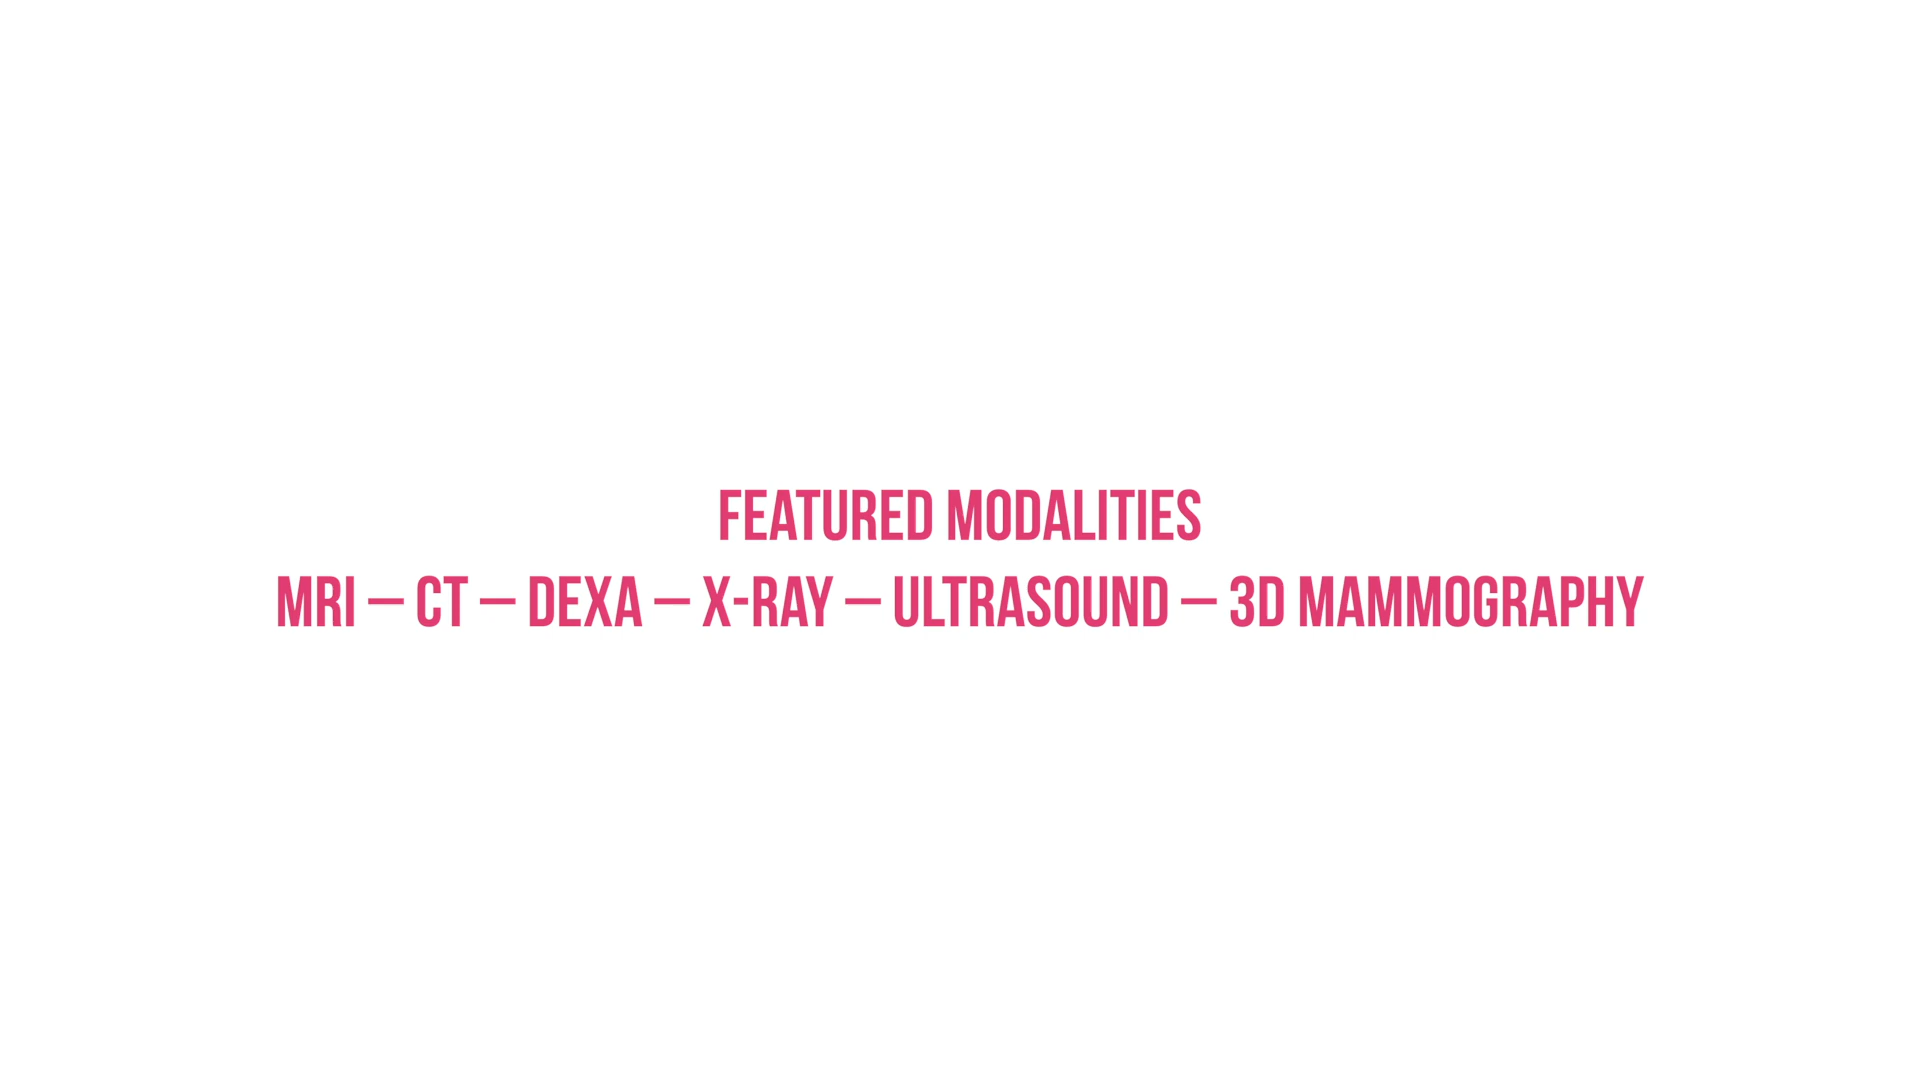 FEATURED MODALITIES
MRI – CT – DEXA – X-RAY – ULTRASOUND – 3D MAMMOGRAPHY